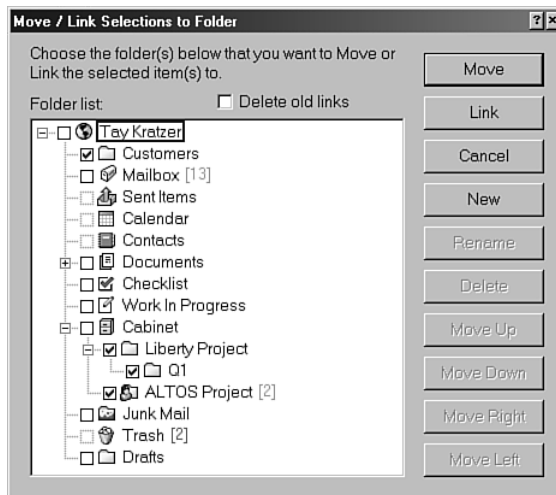 Move / Link Selections to Folder
Choose the folder(s) below that you want to Move or
Link the selected item(s) to.
Folder list:
Delete old links
Tay Kratzer
Customers
Mailbox [13]
Sent Items
Calendar
Contacts
Documents
Checklist
Work In Progress
Cabinet
Liberty Project
Q1
ALTOS Project [2]
Junk Mail
Trash [2]
Drafts
Move
Link
Cancel
New
Rename
Delete
Move Up
Move Down
Move Right
Move Left